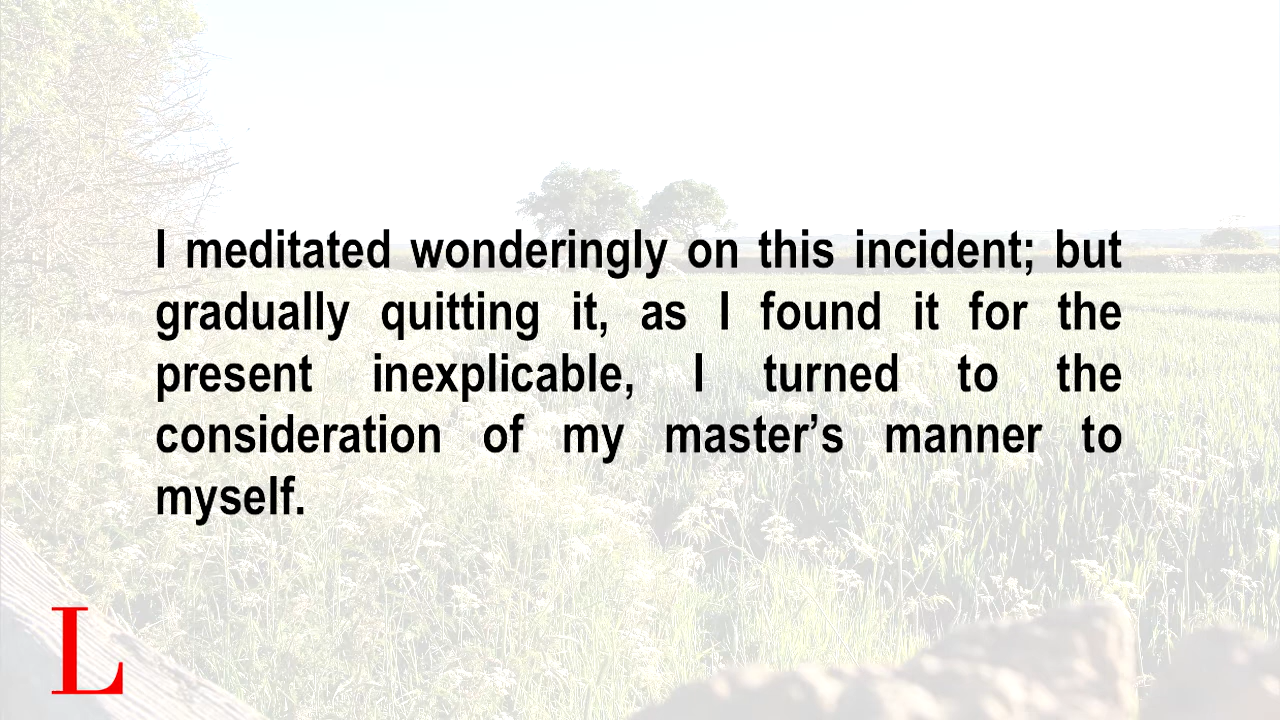 I meditated wonderingly on this incident; but
gradually quitting it, as I found it for the
present inexplicable, I turned to the
consideration of my master’s manner to
myself.
L